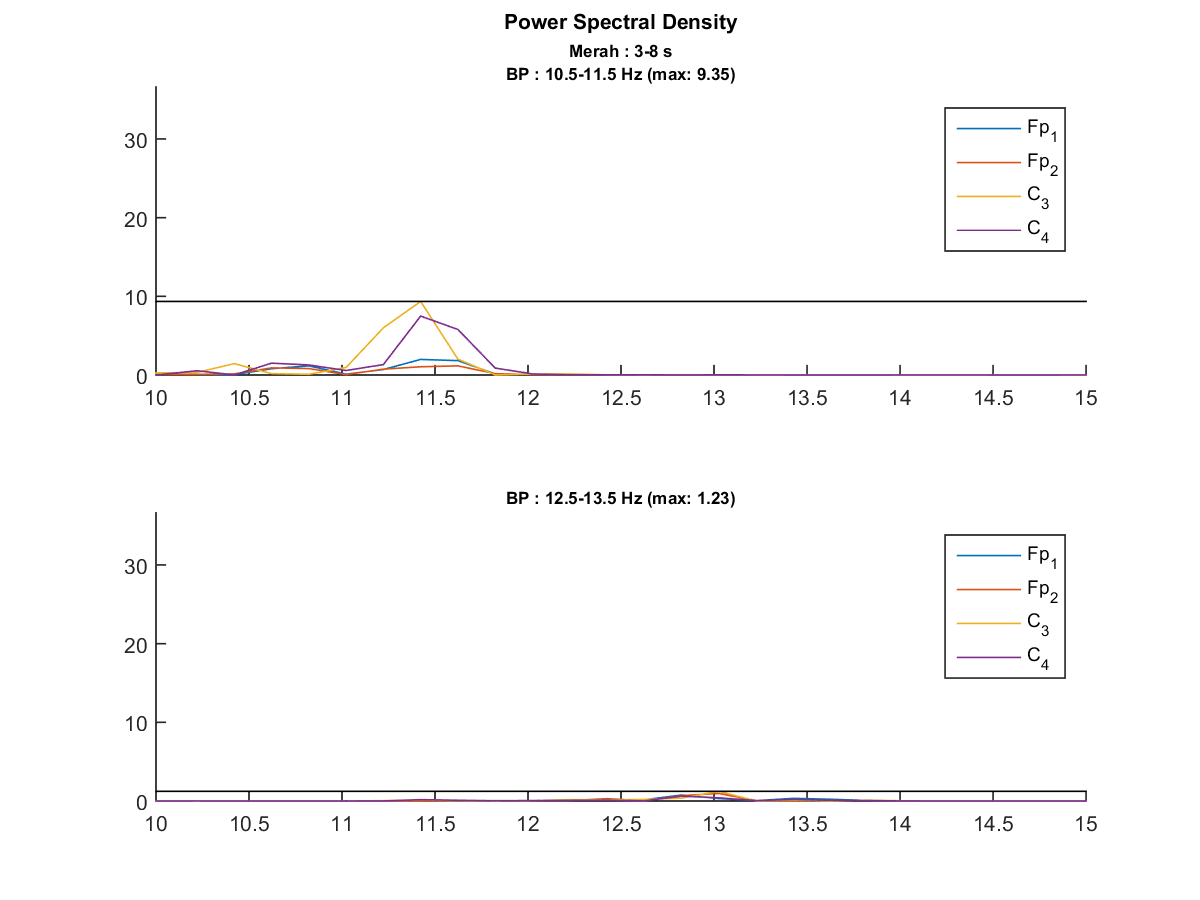 Power Spectral Density
Merah : 3-8 s
BP : 10.5-11.5 Hz (max: 9.35)
30
20
10
0
10 10.5 11 11.5 12 12.5 13 13.5 14 14.5 15
Fp1
Fp2
C3
C4
BP : 12.5-13.5 Hz (max: 1.23)
30
20
10
0
10 10.5 11 11.5 12 12.5 13 13.5 14 14.5 15
Fp1
Fp2
C3
C4